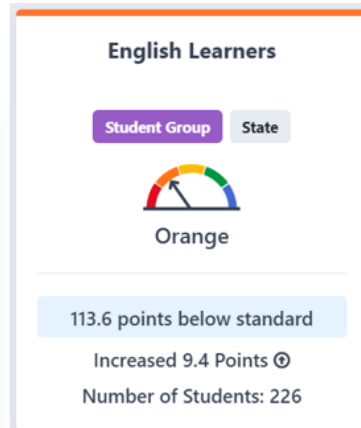 English Learners
Student Group State
Orange
113.6 points below standard
Increased 9.4 Points
Number of Students: 226